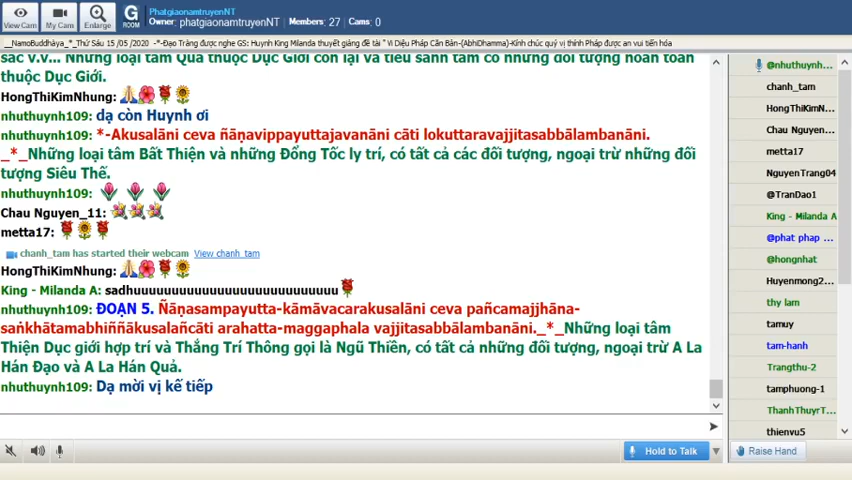 View Cam
My Cam
Enlarge
G
ROOM
PhatgiaonamtruyenNT
Owner: phatgiaonamtruyenNT   Members: 27   Cams: 0
__NamoBuddhàya_*_Thứ Sáu 15 /05 /2020  -*-Đạo Tràng được nghe GS: Huynh King Milanda thuyết giảng đề tài " Vi Diệu Pháp Căn Bản-(AbhiDhamma)-Kính chúc quý vị thính Pháp được an vui tiến hóa
sắc v.v... Những loại tâm Quả thuộc Dục Giới còn lại và tiếu sanh tâm có những đối tượng hoàn toàn
thuộc Dục Giới.
HongThiKimNhung:
nhuthuynh109: dạ còn Huynh ơi
nhuthuynh109: *-Akusalāni ceva ñāṇavippayuttajavanāni cāti lokuttaravajjitasabbālambanāni.
_*_Những loại tâm Bất Thiện và những Đổng Tốc ly trí, có tất cả các đối tượng, ngoại trừ những đối
tượng Siêu Thế.
nhuthuynh109:
Chau Nguyen_11:
metta17:
chanh_tam has started their webcam   View chanh_tam
HongThiKimNhung:
King - Milanda A: sadhuuuuuuuuuuuuuuuuuuuuuuuuuuu
nhuthuynh109: ĐOẠN 5. Ñāṇasampayutta-kāmāvacarakusalāni ceva pañcamajjhāna-
saṅkhātamabhiññākusalañcāti arahatta-maggaphala vajjitasabbālambanāni._*_Những loại tâm
Thiện Dục giới hợp trí và Thắng Trí Thông gọi là Ngũ Thiền, có tất cả những đối tượng, ngoại trừ A La
Hán Đạo và A La Hán Quả.
nhuthuynh109: Dạ mời vị kế tiếp
@nhuthuynh...
chanh_tam
HongThiKimN...
Chau Nguyen...
metta17
NguyenTrang04
@TranDao1
King - Milanda A
@phat phap ...
@hongnhat
Huyenmong2...
thy lam
tamuy
tam-hanh
Trangthu-2
tamphuong-1
ThanhThuyrT...
thienvu5
Hold to Talk
Raise Hand